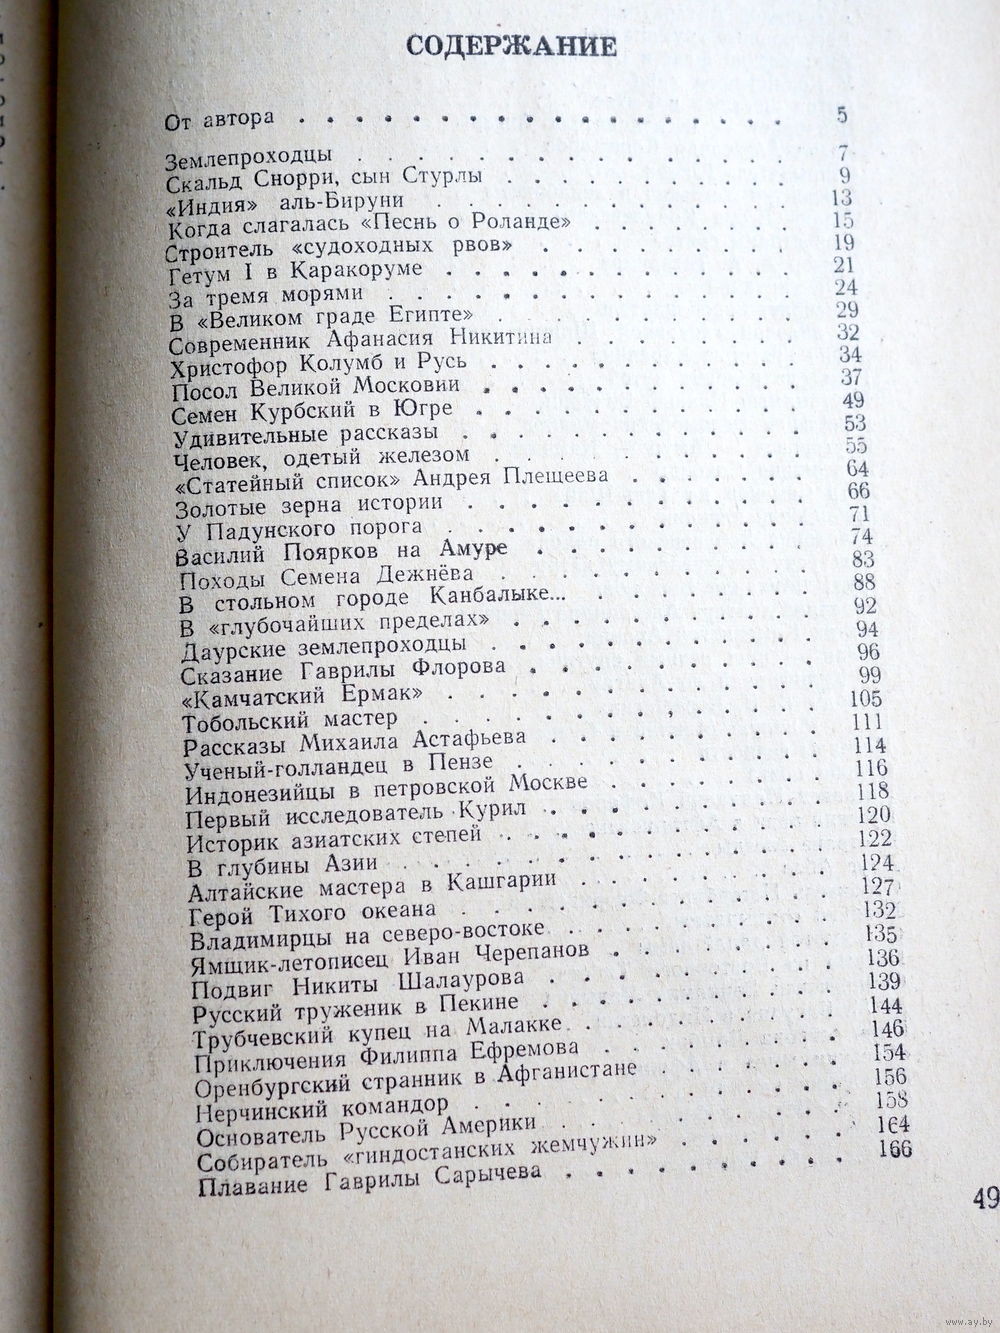 СОДЕРЖАНИЕ
От автора . . . . . . . . . . . . . . . . . . 5
Землепроходцы . . . . . . . . . . . . . . . 7
Скальд Снорри, сын Стурлы . . . . . . . . . . 9
«Индия» аль-Бируни . . . . . . . . . . . . 13
Когда слагалась «Песнь о Роланде» . . . . . . . 15
Строитель «судоходных рвов» . . . . . . . . . 19
Гетум I в Каракоруме . . . . . . . . . . . . 21
За тремя морями . . . . . . . . . . . . . . 24
В «Великом граде Египте» . . . . . . . . . . . 29
Современник Афанасия Никитина . . . . . . . . 32
Христофор Колумб и Русь . . . . . . . . . . . 34
Посол Великой Московии . . . . . . . . . . . 37
Семен Курбский в Югре . . . . . . . . . . . . 49
Удивительные рассказы . . . . . . . . . . . . 53
Человек, одетый железом . . . . . . . . . . . 55
«Статейный список» Андрея Плещеева . . . . . . 64
Золотые зерна истории . . . . . . . . . . . . 66
У Падунского порога . . . . . . . . . . . . 71
Василий Поярков на Амуре . . . . . . . . . . 74
Походы Семена Дежнёва . . . . . . . . . . . 83
В стольном городе Канбалыке... . . . . . . . . 88
В «глубочайших пределах» . . . . . . . . . . 92
Даурские землепроходцы . . . . . . . . . . . 94
Сказание Гаврилы Флорова . . . . . . . . . . 96
«Камчатский Ермак» . . . . . . . . . . . . 99
Тобольский мастер . . . . . . . . . . . . . 105
Рассказы Михаила Астафьева . . . . . . . . . 111
Ученый-голландец в Пензе . . . . . . . . . . 114
Индонезийцы в петровской Москве . . . . . . . 116
Первый исследователь Курил . . . . . . . . . 118
Историк азиатских степей . . . . . . . . . . 120
В глубины Азии . . . . . . . . . . . . . . 122
Алтайские мастера в Кашгарии . . . . . . . . 124
Герой Тихого океана . . . . . . . . . . . . 127
Владимирцы на северо-востоке . . . . . . . . 132
Ямщик-летописец Иван Черепанов . . . . . . . 135
Подвиг Никиты Шалаурова . . . . . . . . . . 136
Русский труженик в Пекине . . . . . . . . . . 139
Трубчевский купец на Малакке . . . . . . . . . 144
Приключения Филиппа Ефремова . . . . . . . . 146
Оренбургский странник в Афганистане . . . . . . 154
Нерчинский командор . . . . . . . . . . . . 156
Основатель Русской Америки . . . . . . . . . 158
Собиратель «гиндостанских жемчужин» . . . . . . 164
Плавание Гаврилы Сарычева . . . . . . . . . . 166
49
www.ay.by